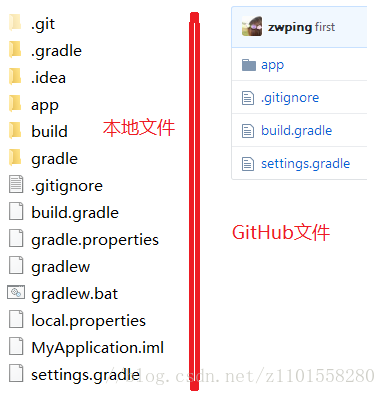 .git
.gradle
.idea
app
build
gradle
.gitignore
build.gradle
gradle.properties
gradlew
gradlew.bat
local.properties
MyApplication.iml
settings.gradle
本地文件
zwping first
app
.gitignore
build.gradle
settings.gradle
GitHub文件
blog.csdn.net/z1101558280